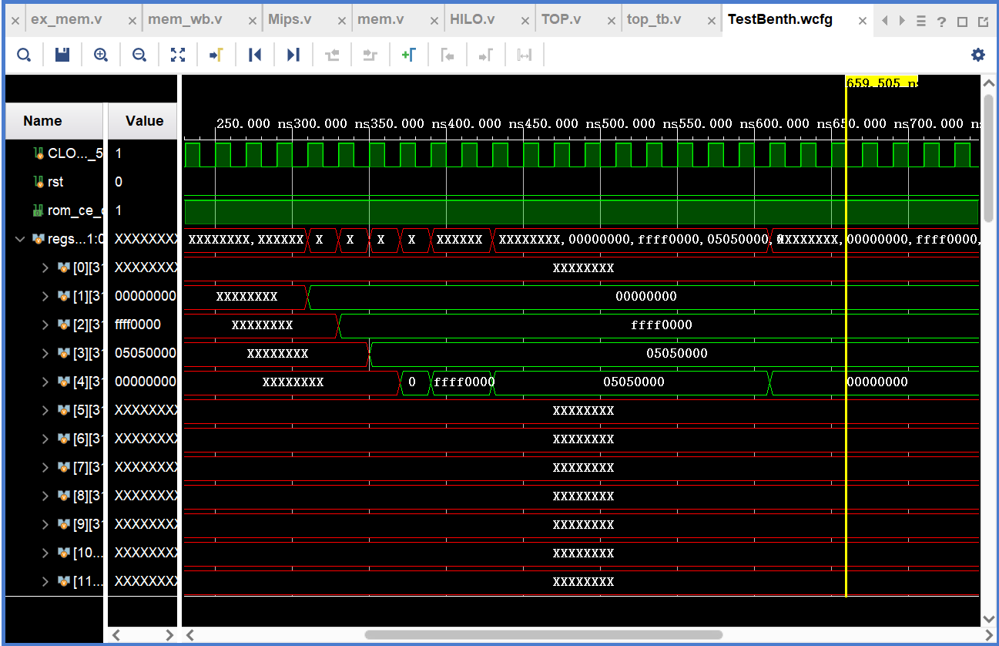 ex_mem.v mem_wb.v Mips.v mem.v HILO.v TOP.v top_tb.v TestBenth.wcfg
659.505 ns
Name Value
250.000 ns 300.000 ns 350.000 ns 400.000 ns 450.000 ns 500.000 ns 550.000 ns 600.000 ns 650.000 ns 700.000 ns
CLO..._5 1
rst 0
rom_ce_ 1
regs...1:0 XXXXXXXX XXXXXXXX,XXXXXX X X X X XXXXXX XXXXXXXX,00000000,ffff0000,05050000, XXXXXXX,00000000,ffff0000,
[0][31 XXXXXXXX XXXXXXXX
[1][31 00000000 XXXXXXXX 00000000
[2][31 ffff0000 XXXXXXXX ffff0000
[3][31 05050000 XXXXXXXX 05050000
[4][31 00000000 XXXXXXXX 0 ffff0000 05050000 00000000
[5][31 XXXXXXXX XXXXXXXX
[6][31 XXXXXXXX XXXXXXXX
[7][31 XXXXXXXX XXXXXXXX
[8][31 XXXXXXXX XXXXXXXX
[9][31 XXXXXXXX XXXXXXXX
[10... XXXXXXXX XXXXXXXX
[11... XXXXXXXX XXXXXXXX